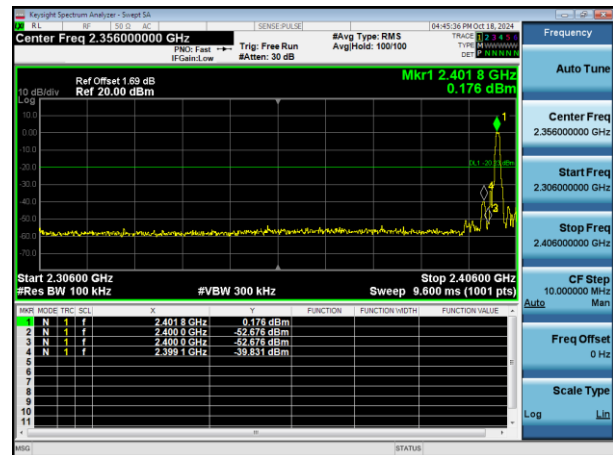 Keysight Spectrum Analyzer - Swept SA
RL RF 50 Ω AC SENSE:PULSE 04:45:36 PM Oct 18, 2024
Center Freq 2.356000000 GHz
PNO: Fast
IFGain:Low
Trig: Free Run
#Atten: 30 dB
#Avg Type: RMS
Avg|Hold: 100/100
TRACE 1 2 3 4 5 6
TYPE M W W W W W
DET P N N N N N
Ref Offset 1.69 dB
Ref 20.00 dBm
10 dB/div
Log
Mkr1 2.401 8 GHz
0.176 dBm
10.0
0.00
-10.0
-20.0
-30.0
-40.0
-50.0
-60.0
-70.0
1
4
3
Start 2.30600 GHz
#Res BW 100 kHz
#VBW 300 kHz
Stop 2.40600 GHz
Sweep 9.600 ms (1001 pts)
MKR MODE TRC SCL X Y FUNCTION FUNCTION WIDTH FUNCTION VALUE
1 N 1 f 2.401 8 GHz 0.176 dBm
2 N 1 f 2.400 0 GHz -52.676 dBm
3 N 1 f 2.400 0 GHz -52.676 dBm
4 N 1 f 2.399 1 GHz -39.831 dBm
5
6
7
8
9
10
11
MSG STATUS
Frequency
Auto Tune
Center Freq
2.356000000 GHz
Start Freq
2.306000000 GHz
Stop Freq
2.406000000 GHz
CF Step
10.000000 MHz
Auto Man
Freq Offset
0 Hz
Scale Type
Log Lin